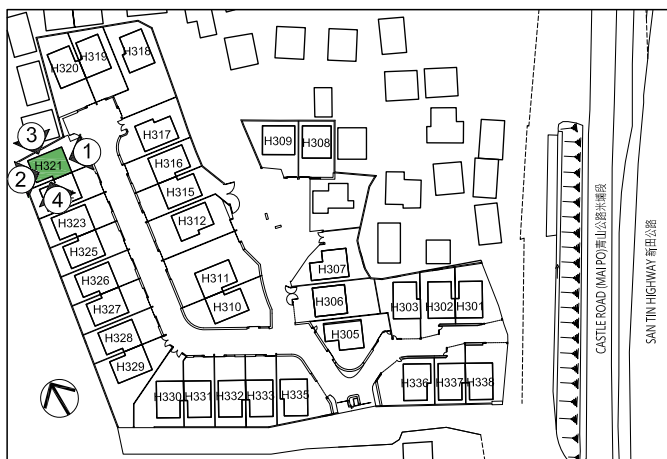 H318
H319
H320
H317
H309
H308
3
1
H316
H321
2
H315
4
H312
H323
H325
H307
H311
H326
H306
H303
H302
H301
H310
H327
H305
H328
H329
H336
H337
H338
H330
H331
H332
H333
H335
CASTLE ROAD (MAI PO)青山公路米埔段
SAN TIN HIGHWAY 新田公路